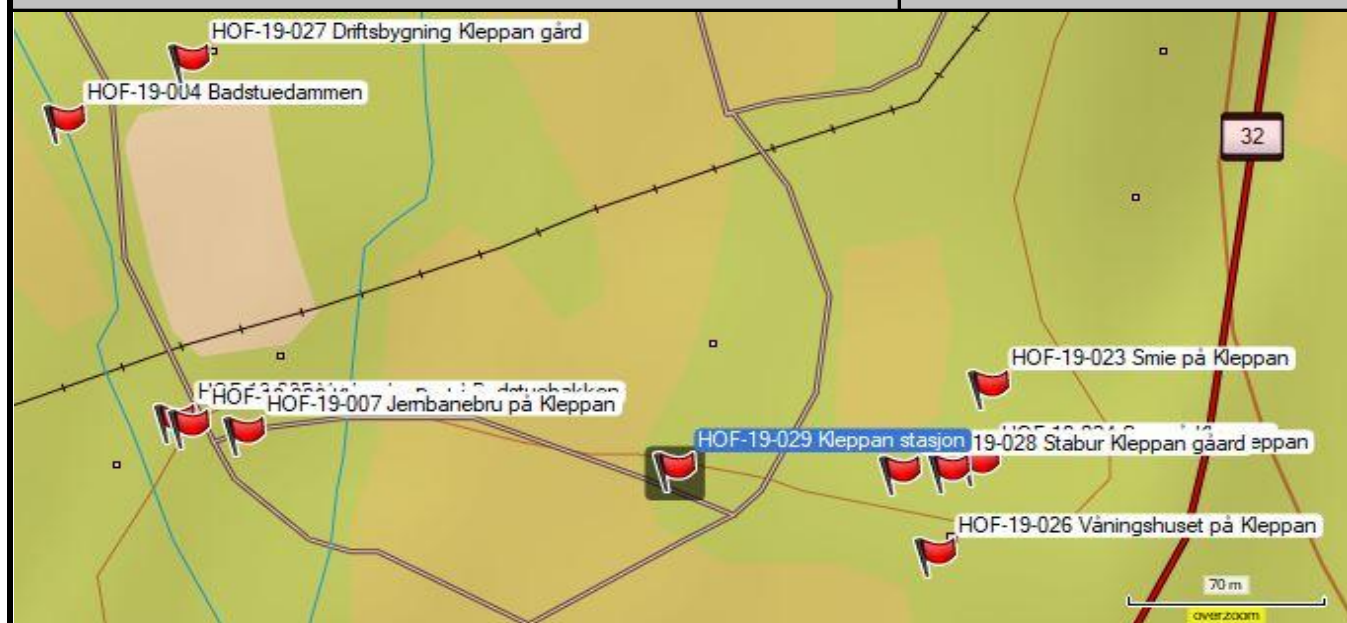 HOF-19-027 Driftsbygning Kleppan gård
HOF-19-004 Badstuedammen
32
HOF-19-023 Smie på Kleppan
HOF-19-007 Jernbanebru på Kleppan
HOF-19-029 Kleppan stasjon
19-028 Stabur Kleppan gåard
eppan
HOF-19-026 Våningshuset på Kleppan
70 m
overzoom